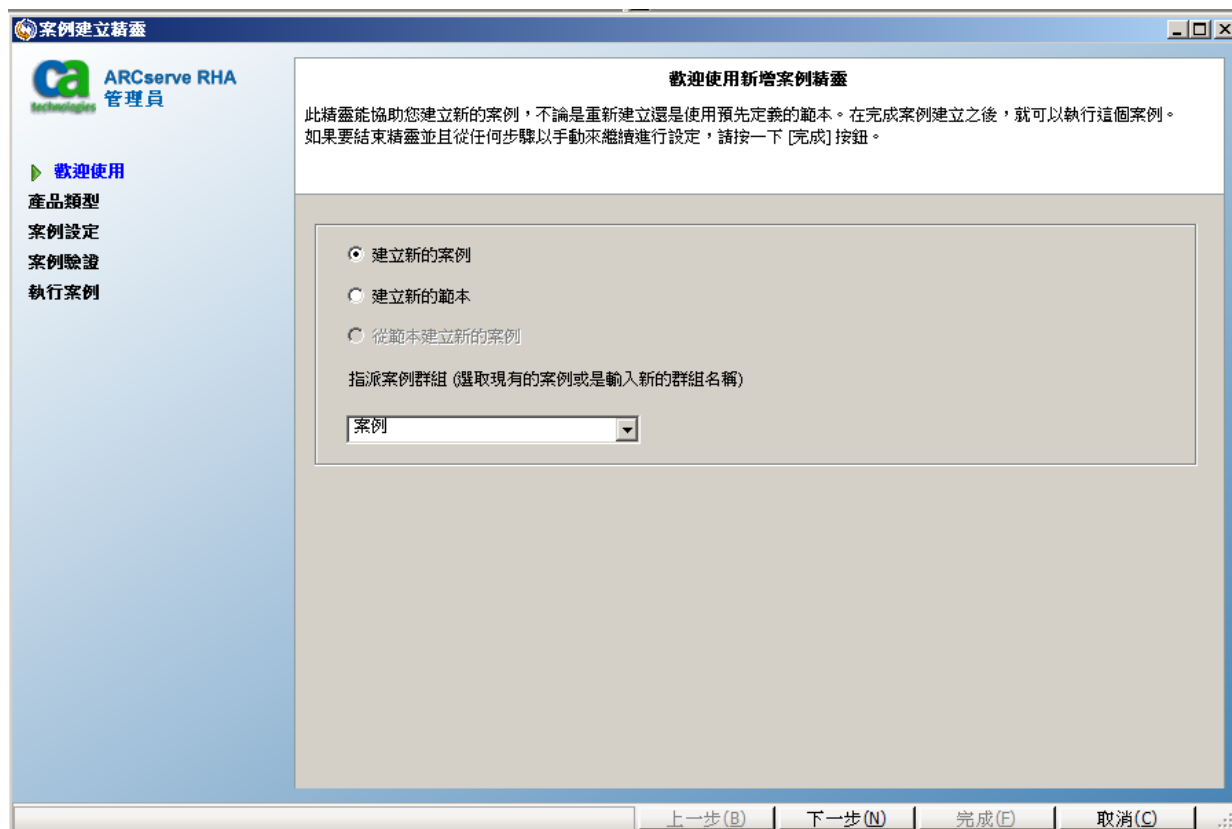 案例建立精靈
ca
technologies
ARCserve RHA
管理員
歡迎使用
產品類型
案例設定
案例驗證
執行案例
歡迎使用新增案例精靈
此精靈能協助您建立新的案例，不論是重新建立還是使用預先定義的範本。在完成案例建立之後，就可以執行這個案例。
如果要結束精靈並且從任何步驟以手動來繼續進行設定，請按一下 [完成] 按鈕。
建立新的案例
建立新的範本
從範本建立新的案例
指派案例群組 (選取現有的案例或是輸入新的群組名稱)
案例
上一步(B)
下一步(N)
完成(F)
取消(C)